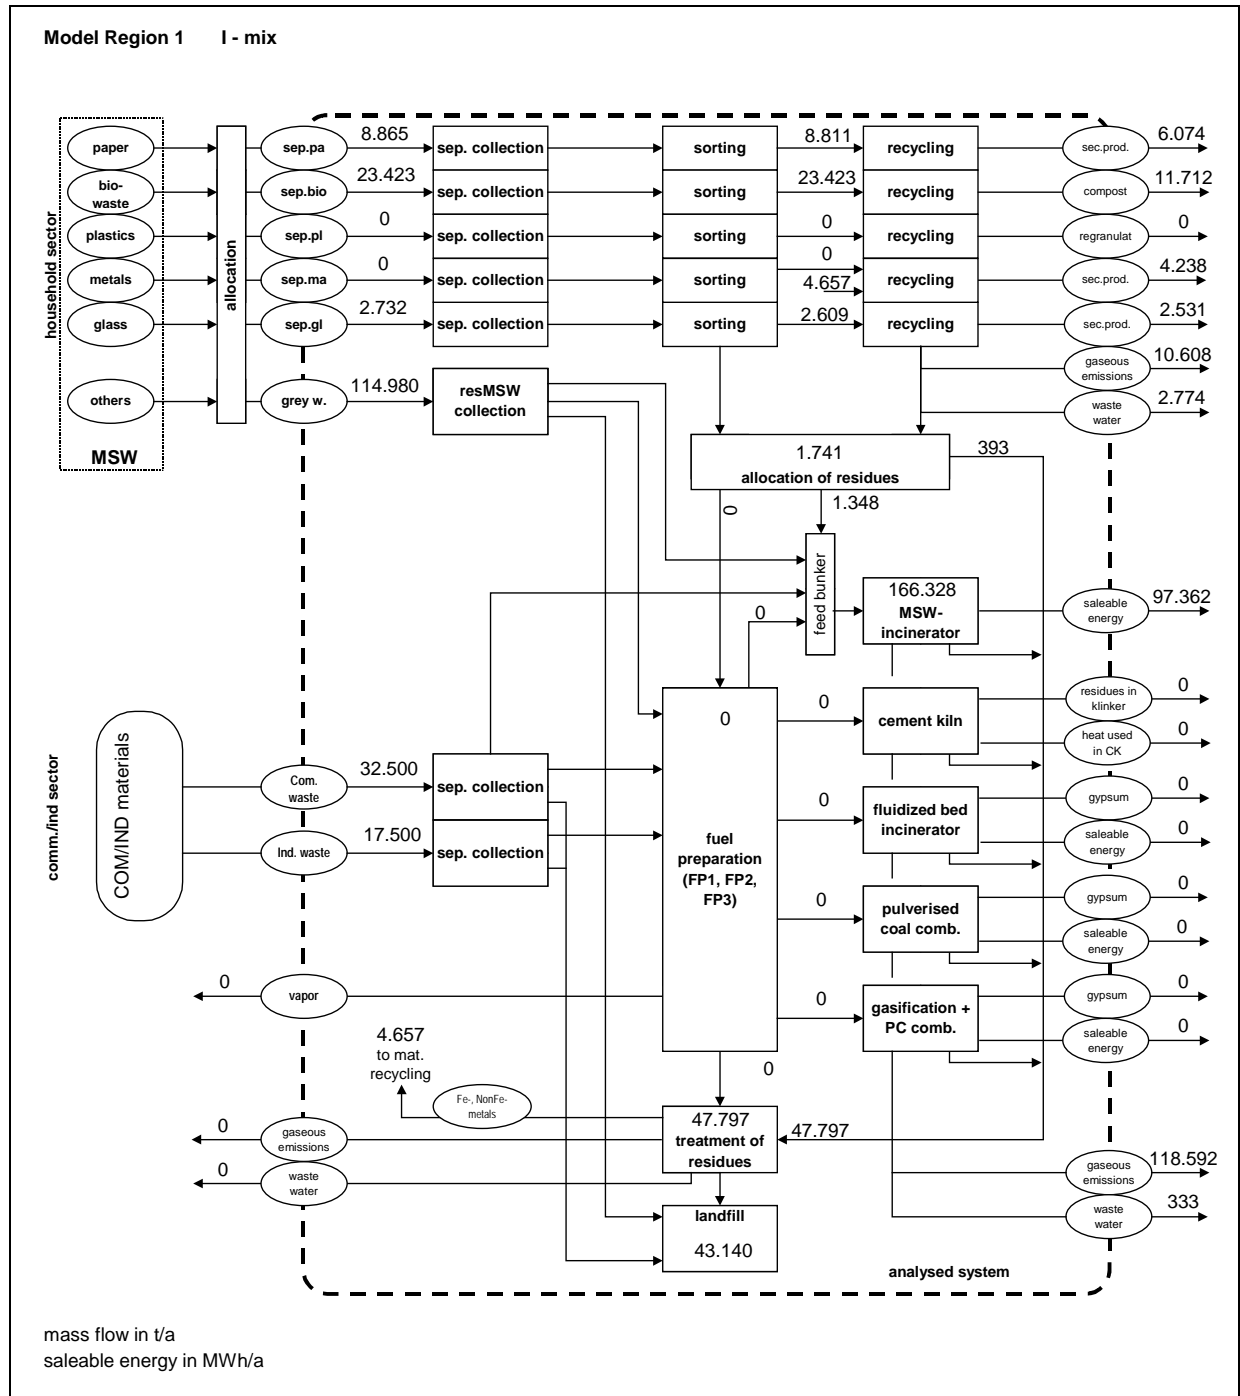 Model Region 1 I - mix
household sector
paper
allocation
sep.pa
8.865
sep. collection
sorting
8.811
recycling
sec.prod.
6.074
bio-
waste
sep.bio
23.423
sep. collection
sorting
23.423
recycling
compost
11.712
plastics
sep.pl
0
sep. collection
sorting
0
recycling
regranulat
0
metals
sep.ma
0
sep. collection
sorting
0
4.657
recycling
sec.prod.
4.238
glass
sep.gl
2.732
sep. collection
sorting
2.609
recycling
sec.prod.
2.531
gaseous
emissions
10.608
others
grey w.
114.980
resMSW
collection
waste
water
2.774
MSW
1.741
allocation of residues
393
0
1.348
feed bunker
0
166.328
MSW-
incinerator
saleable
energy
97.362
comm./ind sector
COM/IND materials
0
0
cement kiln
residues in
klinker
0
heat used
in CK
0
Com.
waste
32.500
sep. collection
Ind. waste
17.500
sep. collection
fuel
preparation
(FP1, FP2,
FP3)
0
fluidized bed
incinerator
gypsum
0
saleable
energy
0
0
pulverised
coal comb.
gypsum
0
saleable
energy
0
0
vapor
0
gasification +
PC comb.
gypsum
0
saleable
energy
0
4.657
to mat.
recycling
0
Fe-, NonFe-
metals
0
gaseous
emissions
47.797
treatment of
residues
47.797
0
waste
water
gaseous
emissions
118.592
waste
water
333
landfill
43.140
analysed system
mass flow in t/a
saleable energy in MWh/a